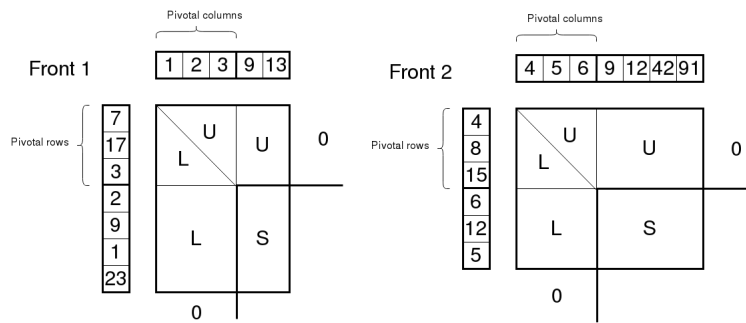 Pivotal columns
Front 1
1 2 3 9 13
Pivotal rows
7
17
3
2
9
1
23
U
L
U
0
L
S
0
Pivotal columns
Front 2
4 5 6 9 12 42 91
Pivotal rows
4
8
15
6
12
5
U
L
U
0
L
S
0